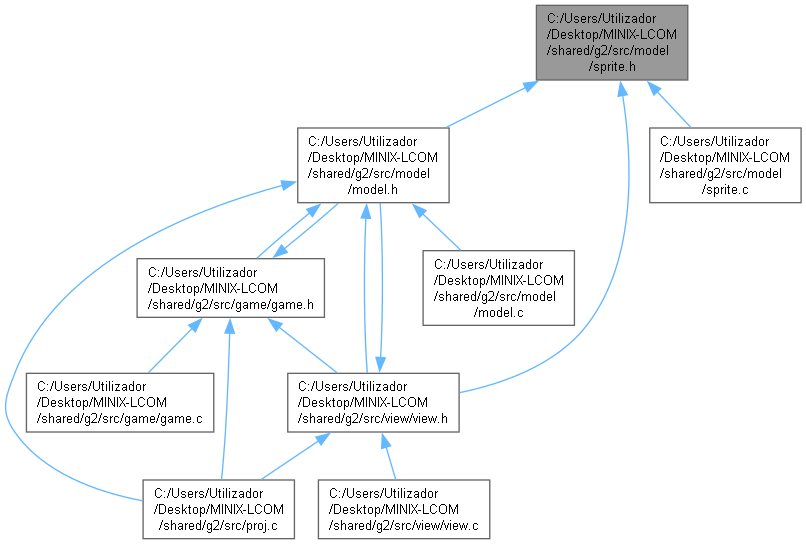 C:/Users/Utilizador
/Desktop/MINIX-LCOM
/shared/g2/src/model
/sprite.h
C:/Users/Utilizador
/Desktop/MINIX-LCOM
/shared/g2/src/model
/model.h
C:/Users/Utilizador
/Desktop/MINIX-LCOM
/shared/g2/src/model
/sprite.c
C:/Users/Utilizador
/Desktop/MINIX-LCOM
/shared/g2/src/game/game.h
C:/Users/Utilizador
/Desktop/MINIX-LCOM
/shared/g2/src/model
/model.c
C:/Users/Utilizador
/Desktop/MINIX-LCOM
/shared/g2/src/game/game.c
C:/Users/Utilizador
/Desktop/MINIX-LCOM
/shared/g2/src/view/view.h
C:/Users/Utilizador
/Desktop/MINIX-LCOM
/shared/g2/src/proj.c
C:/Users/Utilizador
/Desktop/MINIX-LCOM
/shared/g2/src/view/view.c